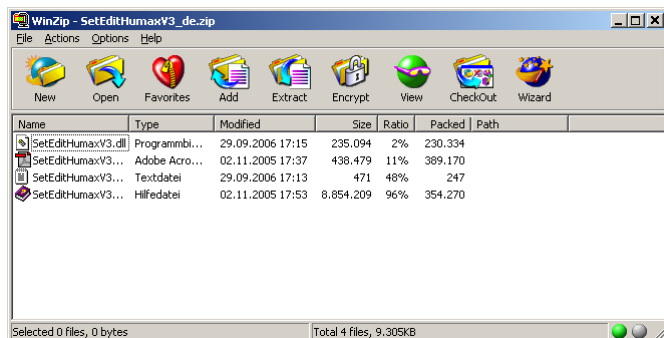 WinZip - SetEditHumaxV3_de.zip
File Actions Options Help
New Open Favorites Add Extract Encrypt View CheckOut Wizard
Name Type Modified Size Ratio Packed Path
SetEditHumaxV3.dll Programmbi... 29.09.2006 17:15 235.094 2% 230.334
SetEditHumaxV3... Adobe Acro... 02.11.2005 17:37 438.479 11% 389.170
SetEditHumaxV3... Textdatei 29.09.2006 17:13 471 48% 247
SetEditHumaxV3... Hilfedatei 02.11.2005 17:53 8.854.209 96% 354.270
Selected 0 files, 0 bytes Total 4 files, 9.305KB